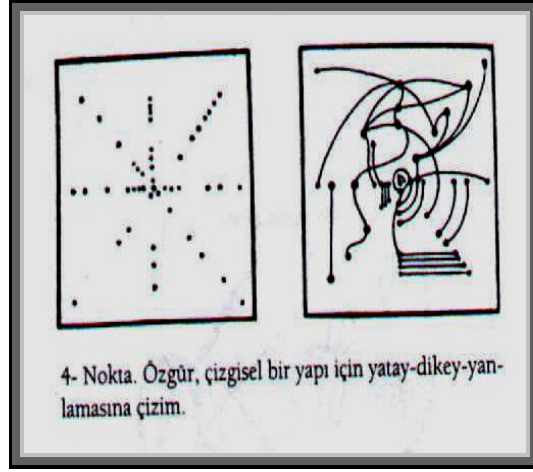 4- Nokta. Özgür, çizgisel bir yapı için yatay-dikey-yan-
lamasına çizim.